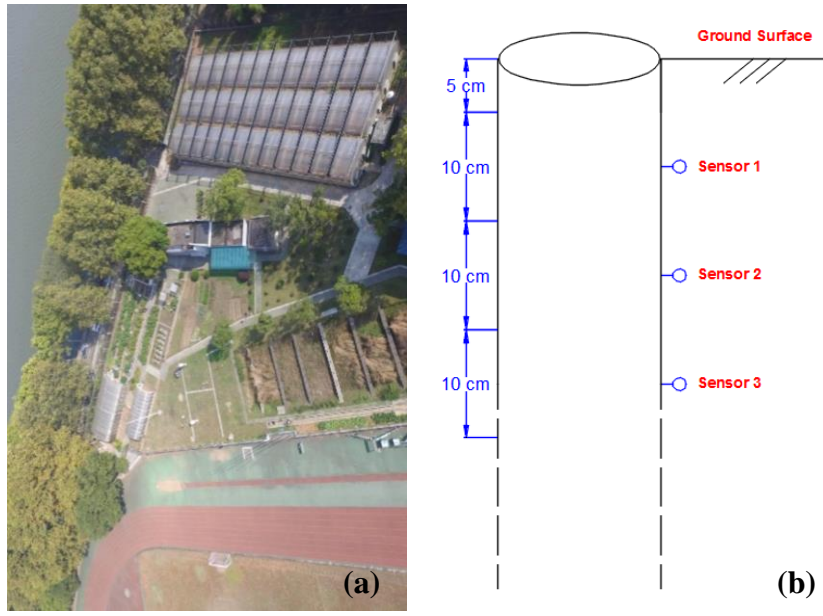 Ground Surface
5 cm
10 cm
Sensor 1
10 cm
Sensor 2
10 cm
Sensor 3
(a)
(b)